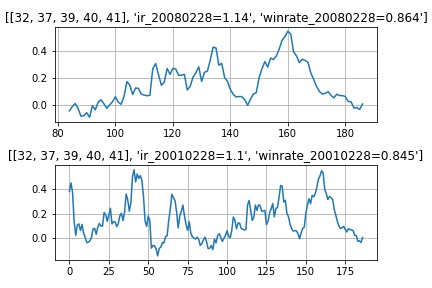 [[32, 37, 39, 40, 41], 'ir_20080228=1.14', 'winrate_20080228=0.864']
0.4
0.2
0.0
80 100 120 140 160 180
[[32, 37, 39, 40, 41], 'ir_20010228=1.1', 'winrate_20010228=0.845']
0.4
0.2
0.0
0 25 50 75 100 125 150 175